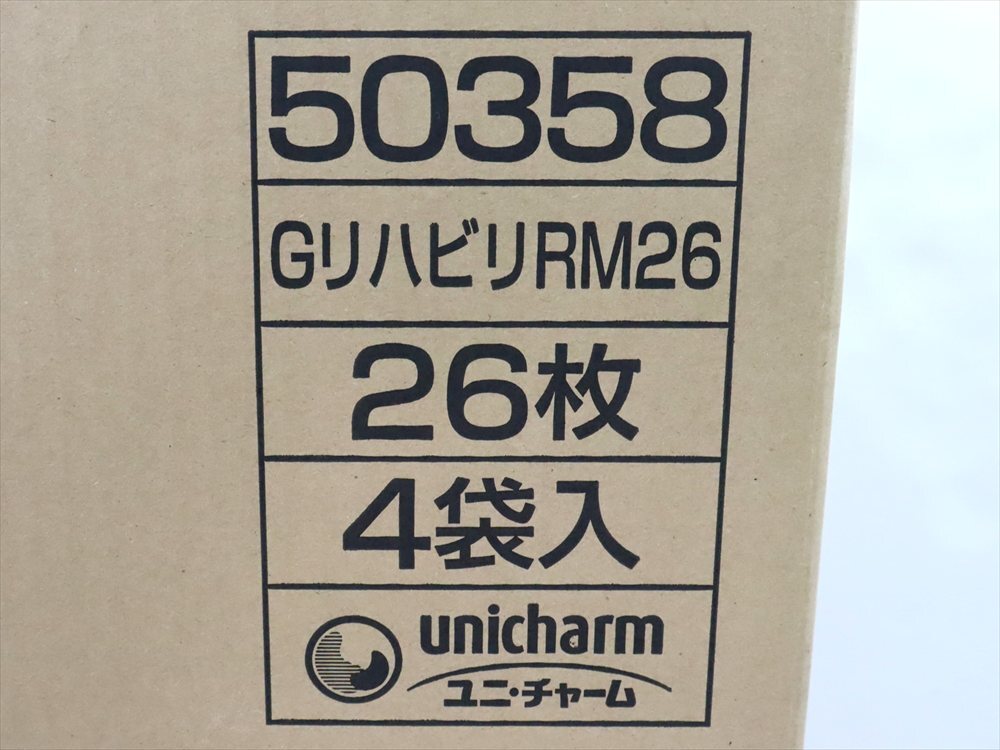 50358
GリハビリRM26
26枚
4袋入
unicharm
ユニ・チャーム